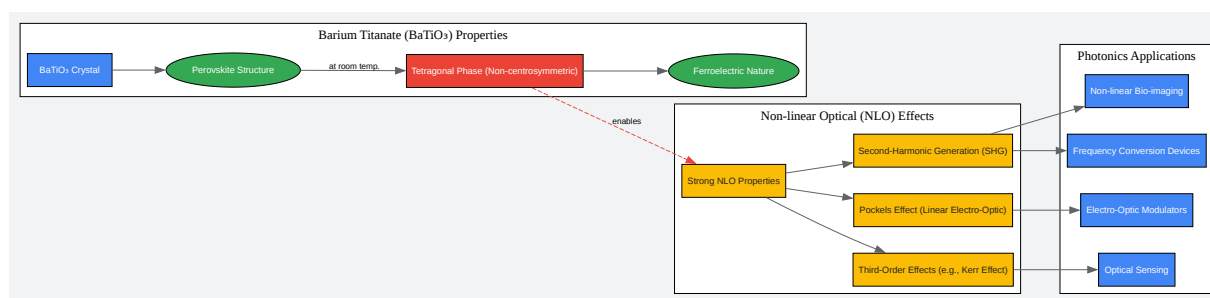 Barium Titanate (BaTiO₃) Properties
BaTiO₃ Crystal
Perovskite Structure
at room temp.
Tetragonal Phase (Non-centrosymmetric)
Ferroelectric Nature
enables
Non-linear Optical (NLO) Effects
Strong NLO Properties
Second-Harmonic Generation (SHG)
Pockels Effect (Linear Electro-Optic)
Third-Order Effects (e.g., Kerr Effect)
Photonics Applications
Non-linear Bio-imaging
Frequency Conversion Devices
Electro-Optic Modulators
Optical Sensing